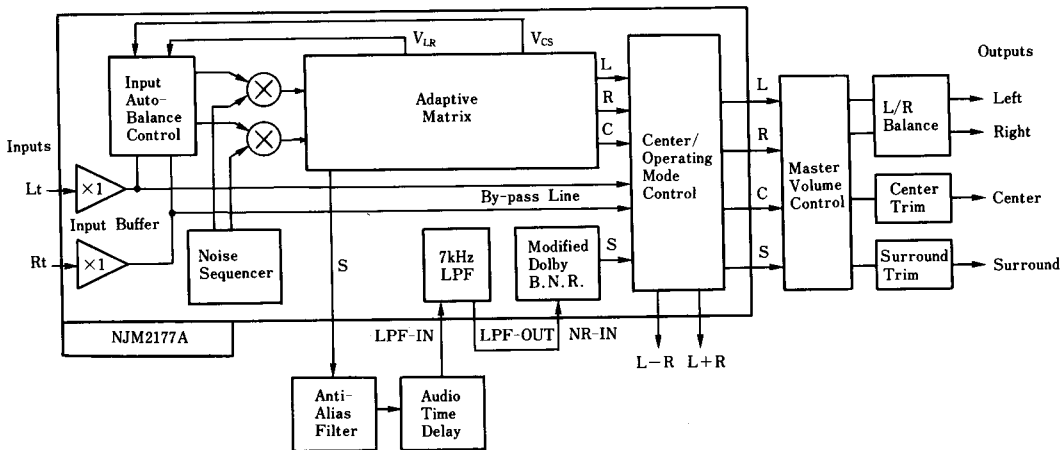 V_LR
V_CS
Outputs
Input
Auto-
Balance
Control
Adaptive
Matrix
L
R
C
Center/
Operating
Mode
Control
L
R
C
S
Master
Volume
Control
L/R
Balance
Left
Right
Center
Trim
Center
Surround
Trim
Surround
Inputs
Lt
×1
Input Buffer
Rt
×1
By-pass Line
Noise
Sequencer
S
7kHz
LPF
Modified
Dolby
B.N.R.
S
NJM2177A
LPF-IN
LPF-OUT
NR-IN
L−R
L+R
Anti-
Alias
Filter
Audio
Time
Delay